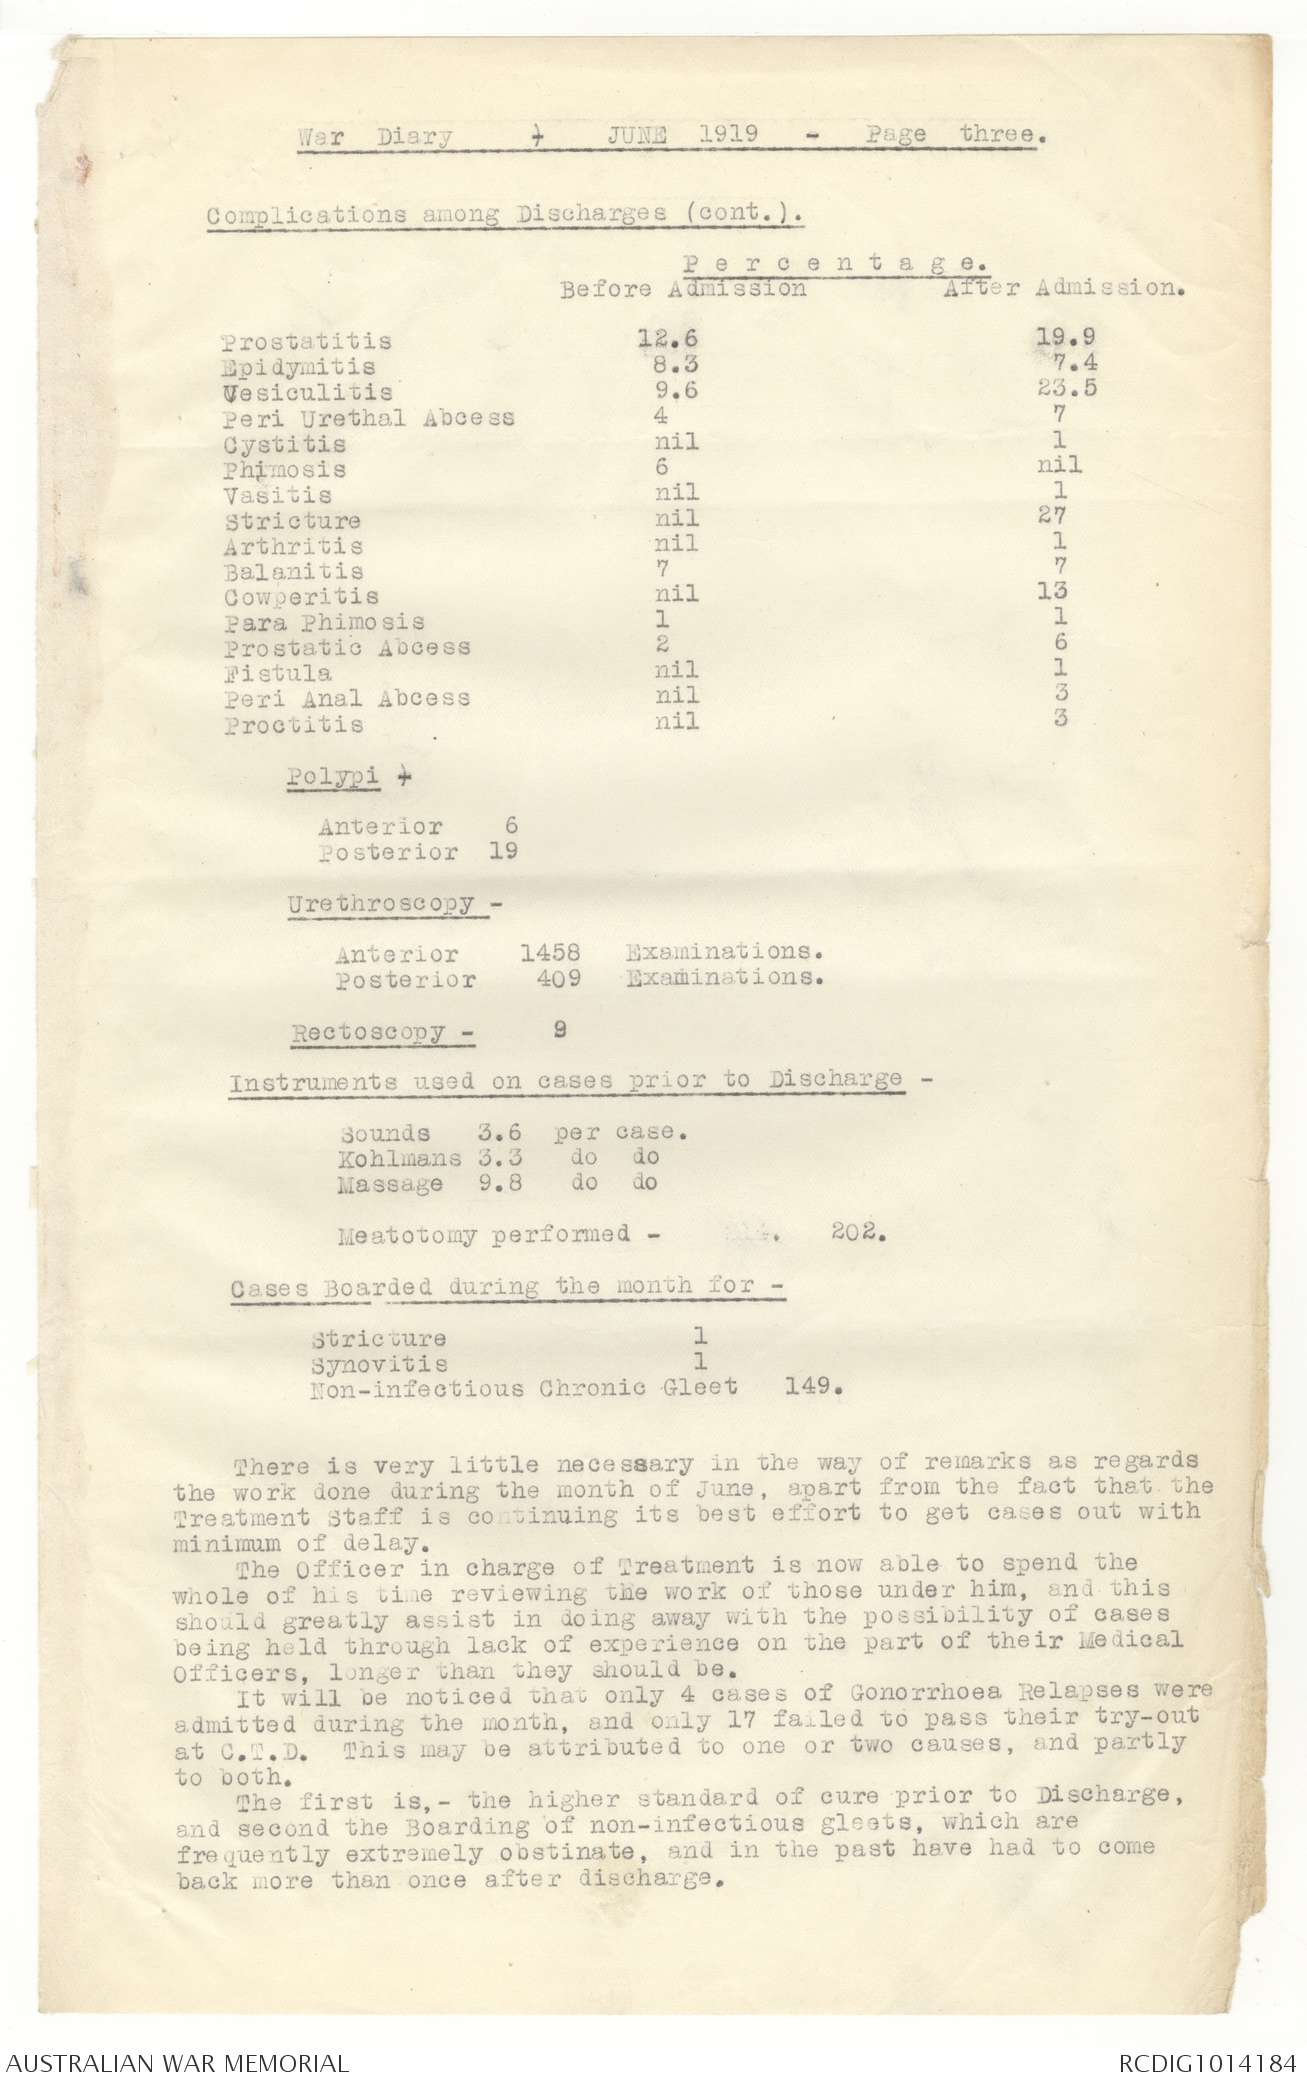 War Diary - JUNE 1919 - Page three.
Complications among Discharges (cont.).
Percentage.
Before Admission After Admission.
Prostatitis 12.6 19.9
Epidymitis 8.3 7.4
Vesiculitis 9.6 23.5
Peri Urethal Abcess 4 7
Cystitis nil 1
Phimosis 6 nil
Vasitis nil 1
Stricture nil 27
Arthritis nil 1
Balanitis 7 7
Cowperitis nil 13
Para Phimosis 1 1
Prostatic Abcess 2 6
Fistula nil 1
Peri Anal Abcess nil 3
Proctitis nil 3
Polypi -
Anterior 6
Posterior 19
Urethroscopy -
Anterior 1458 Examinations.
Posterior 409 Examinations.
Rectoscopy - 9
Instruments used on cases prior to Discharge -
Sounds 3.6 per case.
Kohlmans 3.3 do do
Massage 9.8 do do
Meatotomy performed - 202.
Cases Boarded during the month for -
Stricture 1
Synovitis 1
Non-infectious Chronic Gleet 149.
There is very little necessary in the way of remarks as regards
the work done during the month of June, apart from the fact that the
Treatment Staff is continuing its best effort to get cases out with
minimum of delay.
The Officer in charge of Treatment is now able to spend the
whole of his time reviewing the work of those under him, and this
should greatly assist in doing away with the possibility of cases
being held through lack of experience on the part of their Medical
Officers, longer than they should be.
It will be noticed that only 4 cases of Gonorrhoea Relapses were
admitted during the month, and only 17 failed to pass their try-out
at C.T.D. This may be attributed to one or two causes, and partly
to both.
The first is,- the higher standard of cure prior to Discharge,
and second the Boarding of non-infectious gleets, which are
frequently extremely obstinate, and in the past have had to come
back more than once after discharge.
AUSTRALIAN WAR MEMORIAL RCDIG1014184